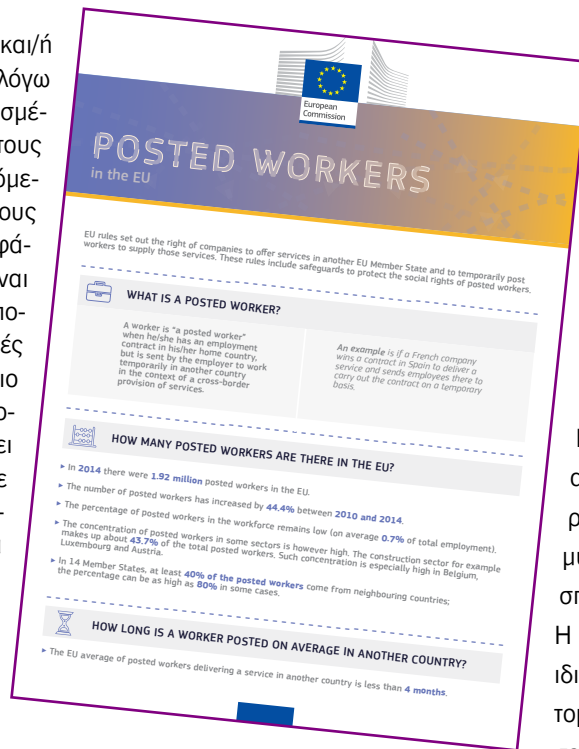 και/ή
λόγω
σμέ-
τους
όμε-
ους
φά-
ναι
πο-
ές
ιο
ο-
ει
ε
-
European
Commission
POSTED WORKERS
in the EU
EU rules set out the right of companies to offer services in another EU Member State and to temporarily post
workers to supply those services. These rules include safeguards to protect the social rights of posted workers.
WHAT IS A POSTED WORKER?
A worker is "a posted worker"
when he/she has an employment
contract in his/her home country,
but is sent by the employer to work
temporarily in another country
in the context of a cross-border
provision of services.
An example is if a French company
wins a contract in Spain to deliver a
service and sends employees there to
carry out the contract on a temporary
basis.
HOW MANY POSTED WORKERS ARE THERE IN THE EU?
▸ In 2014 there were 1.92 million posted workers in the EU.
▸ The number of posted workers has increased by 44.4% between 2010 and 2014.
▸ The percentage of posted workers in the workforce remains low (on average 0.7% of total employment).
▸ The concentration of posted workers in some sectors is however high. The construction sector for example
makes up about 43.7% of the total posted workers. Such concentration is especially high in Belgium,
Luxembourg and Austria.
▸ In 14 Member States, at least 40% of the posted workers come from neighbouring countries;
the percentage can be as high as 80% in some cases.
HOW LONG IS A WORKER POSTED ON AVERAGE IN ANOTHER COUNTRY?
▸ The EU average of posted workers delivering a service in another country is less than 4 months.
ρ
μι
σπ
Η
ιδι
τομ